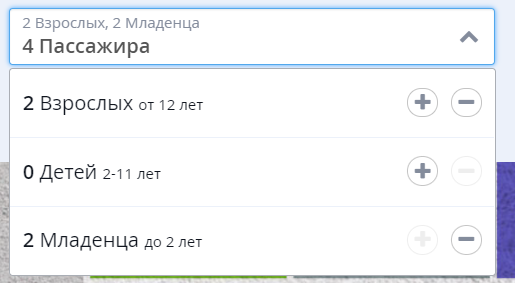 2 Взрослых, 2 Младенца
4 Пассажира
2 Взрослых от 12 лет
0 Детей 2-11 лет
2 Младенца до 2 лет